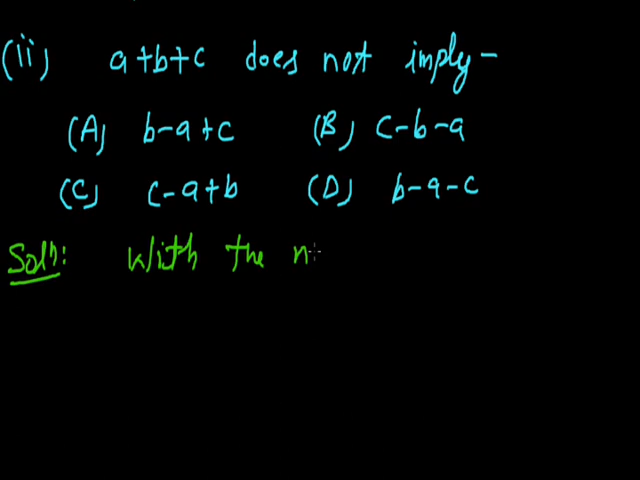 (ii) a+b+c does not imply-
(A) b-a+c (B) c-b-a
(C) c-a+b (D) b-a-c
Soln: With the